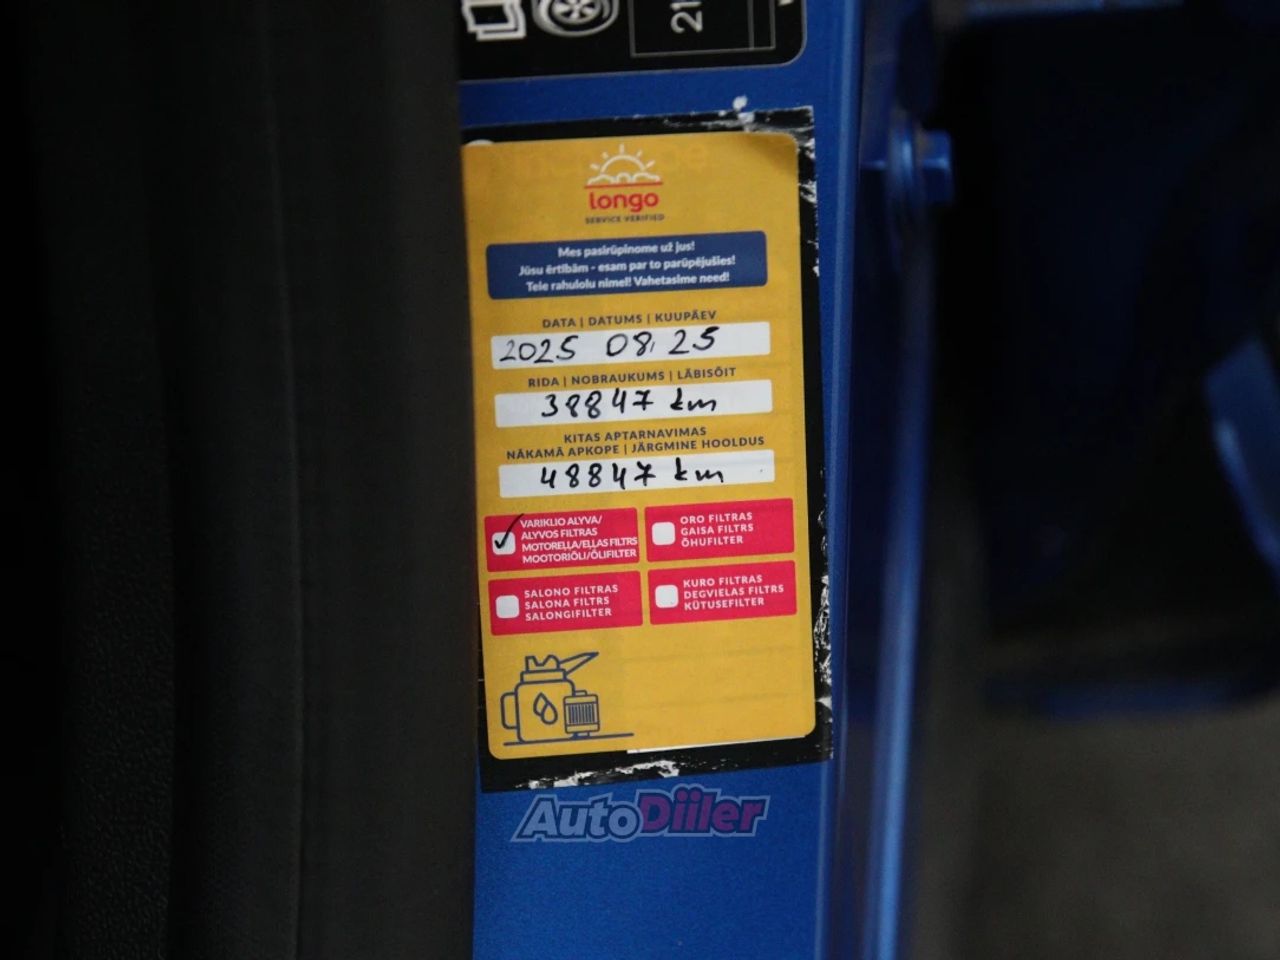 longo
SERVICE VERIFIED
Mes pasirūpinome už jus!
Jūsu ērtībām - esam par to parūpējušies!
Teie rahulolu nimel! Vahetasime need!
DATA | DATUMS | KUUPÄEV
2025 08. 25
RIDA | NOBRAUKUMS | LÄBISÕIT
38847 km
KITAS APTARNAVIMAS
NĀKAMĀ APKOPE | JÄRGMINE HOOLDUS
48847 km
VARIKLIO ALYVA/
ALYVOS FILTRAS
MOTOREĻĻA/EĻĻAS FILTRS
MOOTORIÕLI/ÕLIFILTER
ORO FILTRAS
GAISA FILTRS
ÕHUFILTER
SALONO FILTRAS
SALONA FILTRS
SALONGIFILTER
KURO FILTRAS
DEGVIELAS FILTRS
KÜTUSEFILTER
AutoDiiler